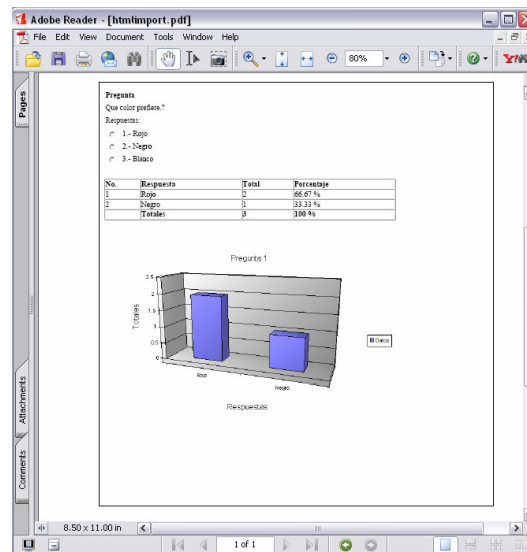 Adobe Reader - [htmlimport.pdf]
File Edit View Document Tools Window Help
80%
Pages
Pregunta
Que color prefiere.?
Respuestas:
1.- Rojo
2.- Negro
3.- Blanco
No. Respuesta Total Porcentaje
1 Rojo 2 66.67 %
2 Negro 1 33.33 %
Totales 3 100 %
Pregunta 1
2.5
2
1.5
1
0.5
0
Totales
Rojo
Negro
Datos
Respuestas
Attachments
Comments
8.50 x 11.00 in
1 of 1